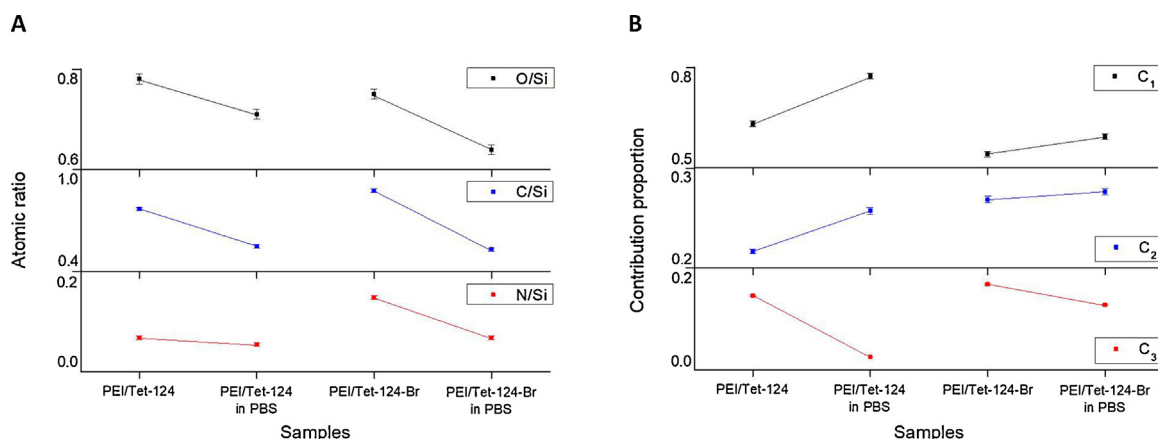 A
Atomic ratio
0.8
O/Si
0.6
1.0
C/Si
0.4
0.2
N/Si
0.0
PEI/Tet-124
PEI/Tet-124
in PBS
PEI/Tet-124-Br
PEI/Tet-124-Br
in PBS
Samples
B
Contribution proportion
0.8
C1
0.5
0.3
C2
0.2
0.2
C3
0.0
PEI/Tet-124
PEI/Tet-124
in PBS
PEI/Tet-124-Br
PEI/Tet-124-Br
in PBS
Samples